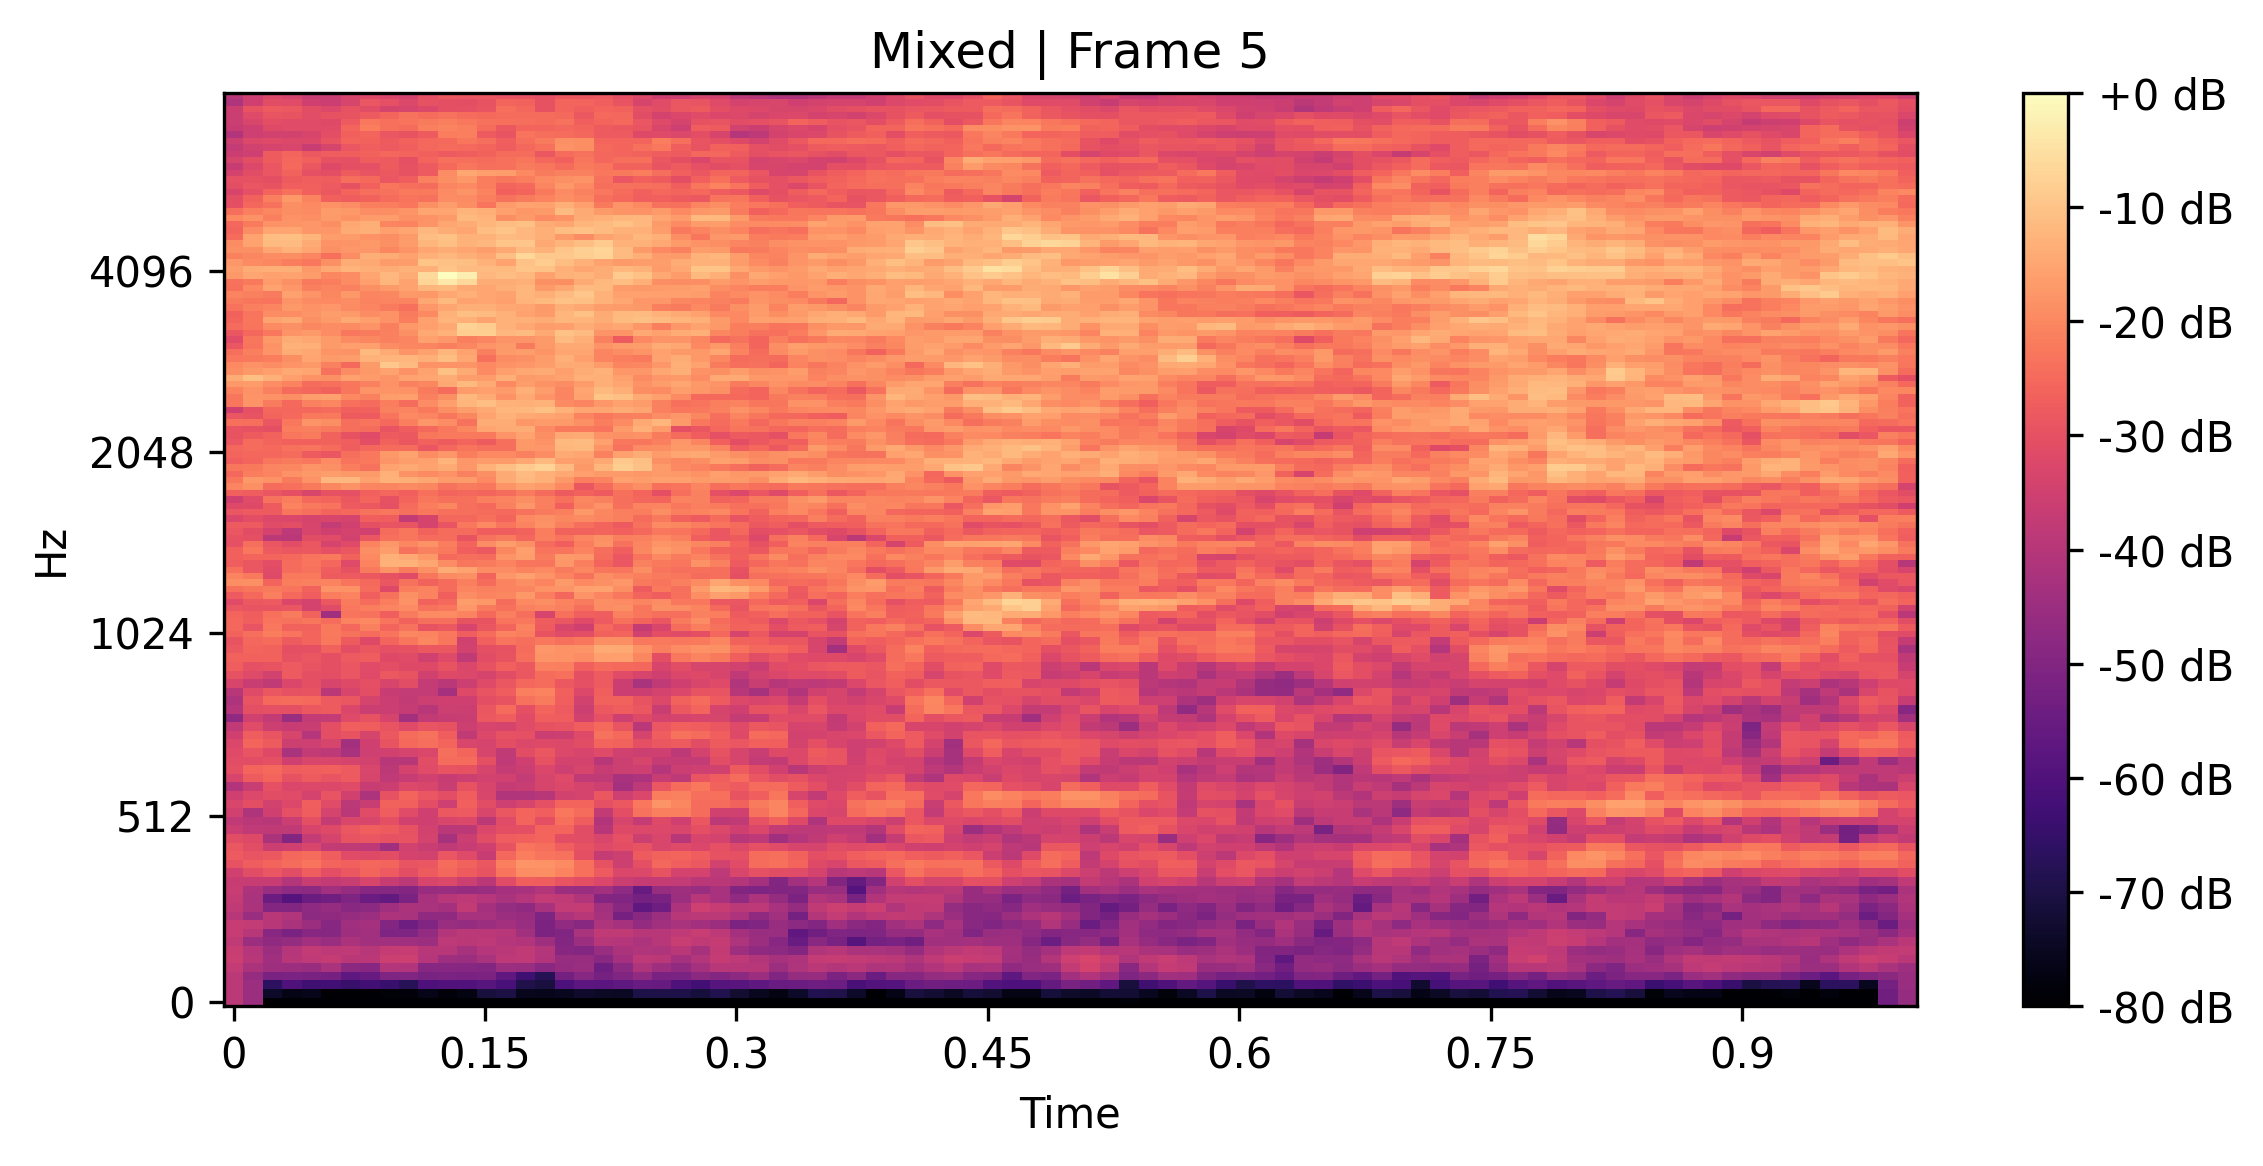 Mixed | Frame 5
Hz
4096
2048
1024
512
0
0 0.15 0.3 0.45 0.6 0.75 0.9
Time
+0 dB
-10 dB
-20 dB
-30 dB
-40 dB
-50 dB
-60 dB
-70 dB
-80 dB